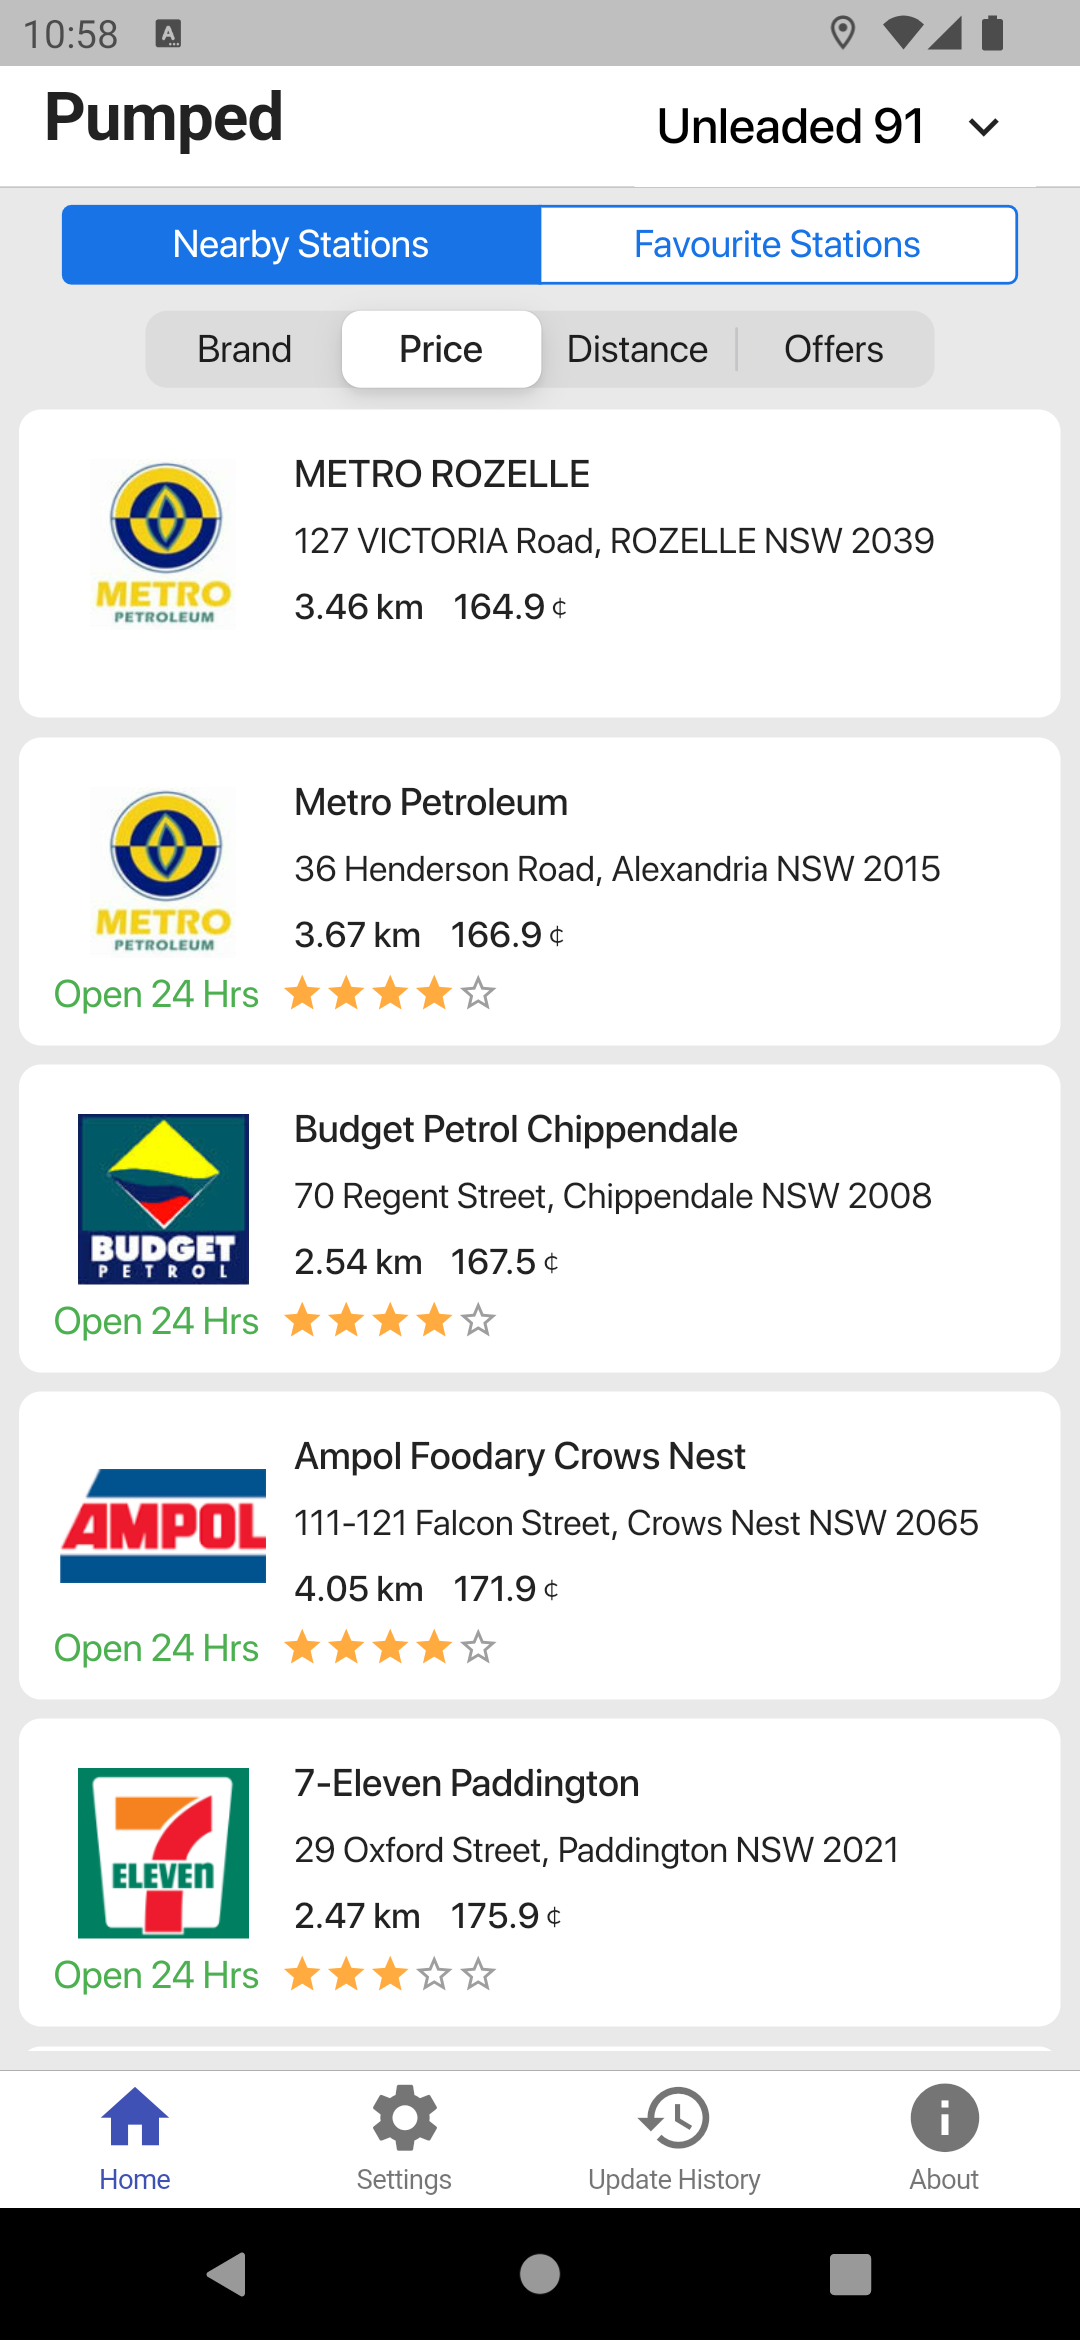 10:58
Pumped
Unleaded 91
Nearby Stations
Favourite Stations
Brand
Price
Distance
Offers
METRO ROZELLE
127 VICTORIA Road, ROZELLE NSW 2039
METRO
PETROLEUM
3.46 km 164.9 ¢
Metro Petroleum
36 Henderson Road, Alexandria NSW 2015
METRO
PETROLEUM
3.67 km 166.9 ¢
Open 24 Hrs
Budget Petrol Chippendale
70 Regent Street, Chippendale NSW 2008
BUDGET
PETROL
2.54 km 167.5 ¢
Open 24 Hrs
Ampol Foodary Crows Nest
AMPOL
111-121 Falcon Street, Crows Nest NSW 2065
4.05 km 171.9 ¢
Open 24 Hrs
7-Eleven Paddington
29 Oxford Street, Paddington NSW 2021
7
ELEVEn
2.47 km 175.9 ¢
Open 24 Hrs
Home
Settings
Update History
About